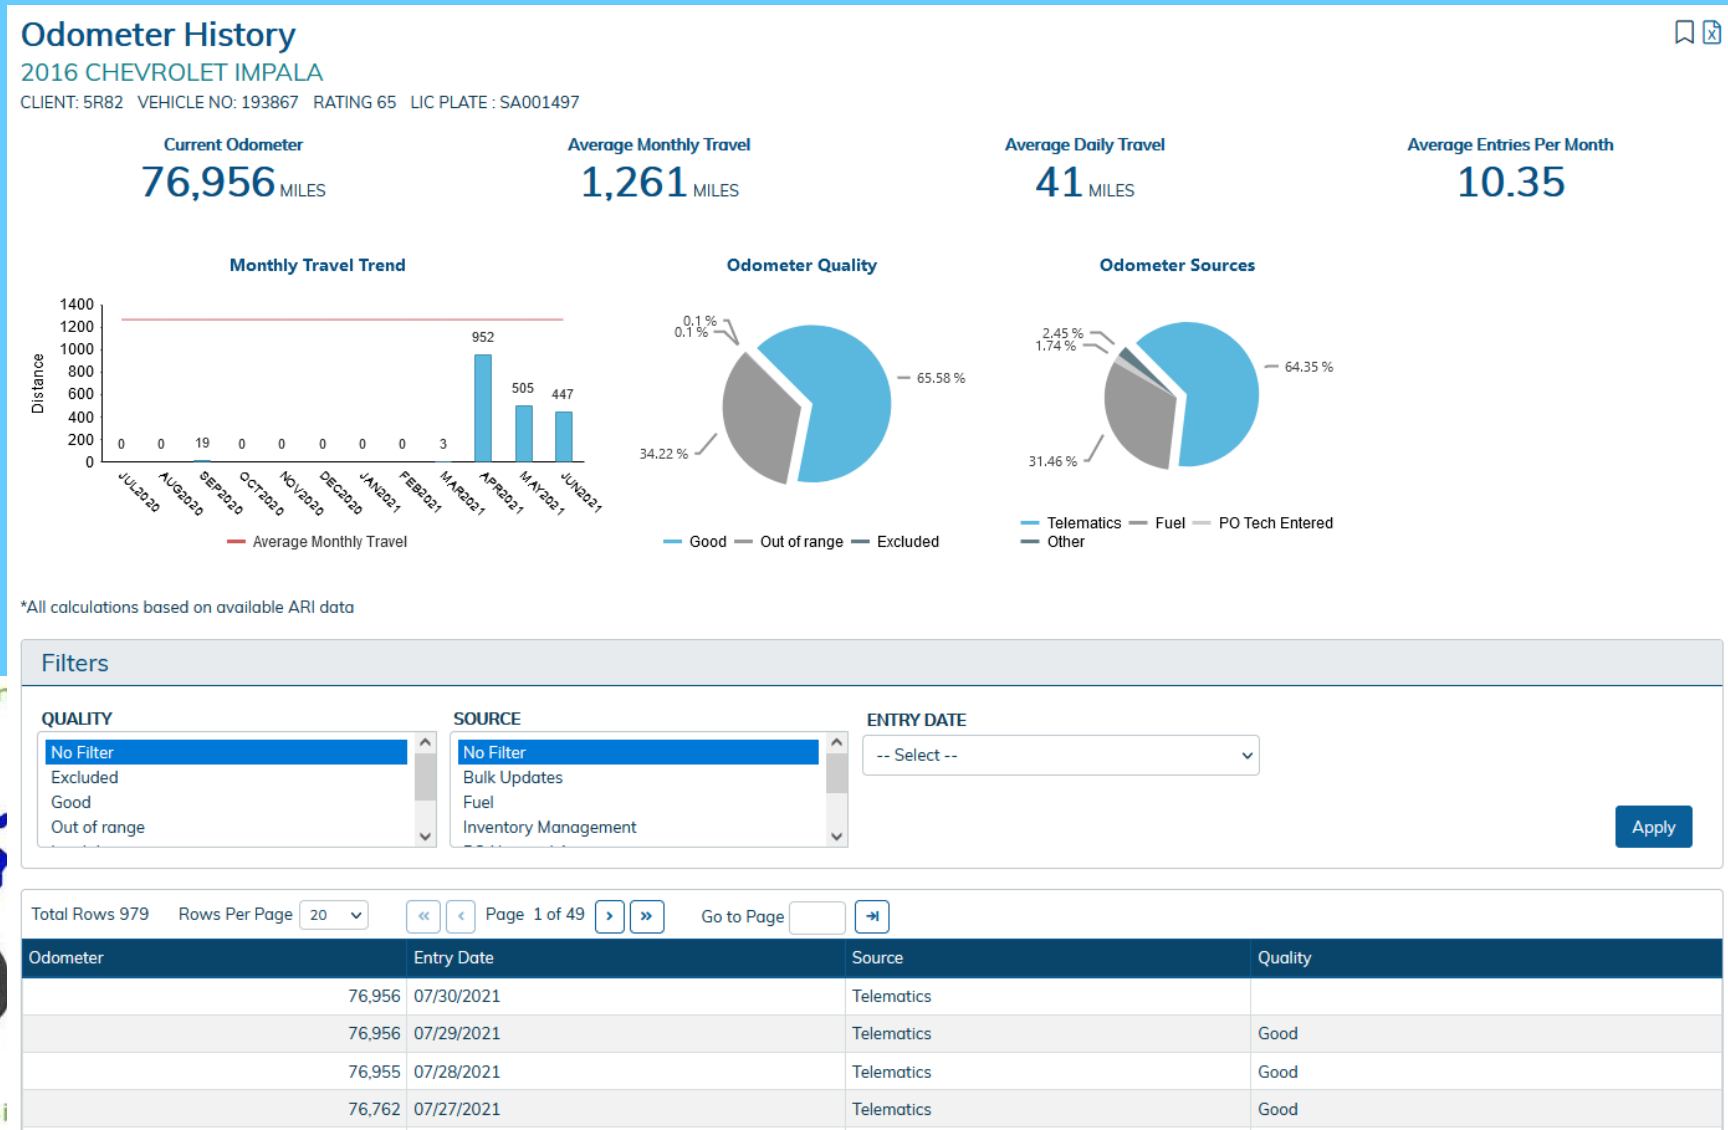 Odometer History
2016 CHEVROLET IMPALA
CLIENT: 5R82 VEHICLE NO: 193867 RATING 65 LIC PLATE : SA001497
Current Odometer Average Monthly Travel Average Daily Travel Average Entries Per Month
76,956 MILES 1,261 MILES 41 MILES 10.35
Monthly Travel Trend
1400
1200
1000
800
600
400
200
0
Distance
0 0 19 0 0 0 0 0 3 952 505 447
JUL2020 AUG2020 SEP2020 OCT2020 NOV2020 DEC2020 JAN2021 FEB2021 MAR2021 APR2021 MAY2021 JUN2021
Average Monthly Travel
Odometer Quality
0.1 %
0.1 %
65.58 %
34.22 %
Good Out of range Excluded
Odometer Sources
2.45 %
1.74 %
64.35 %
31.46 %
Telematics Fuel PO Tech Entered
Other
*All calculations based on available ARI data
Filters
QUALITY
No Filter
Excluded
Good
Out of range
SOURCE
No Filter
Bulk Updates
Fuel
Inventory Management
ENTRY DATE
-- Select --
Apply
Total Rows 979 Rows Per Page 20 « ‹ Page 1 of 49 › » Go to Page
Odometer Entry Date Source Quality
76,956 07/30/2021 Telematics
76,956 07/29/2021 Telematics Good
76,955 07/28/2021 Telematics Good
76,762 07/27/2021 Telematics Good